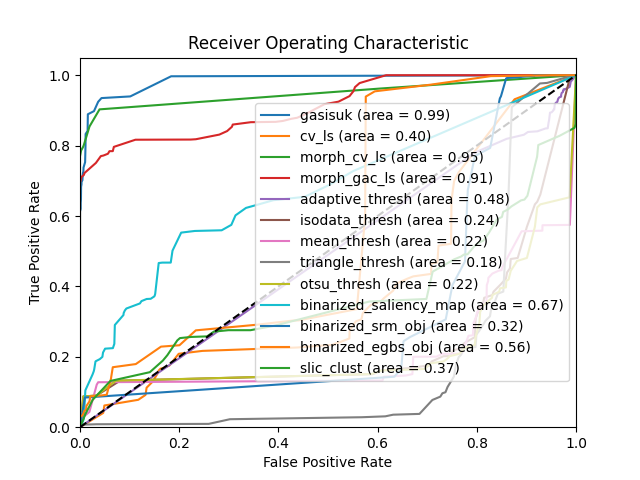 Receiver Operating Characteristic
True Positive Rate
1.0
0.8
0.6
0.4
0.2
0.0
gasisuk (area = 0.99)
cv_ls (area = 0.40)
morph_cv_ls (area = 0.95)
morph_gac_ls (area = 0.91)
adaptive_thresh (area = 0.48)
isodata_thresh (area = 0.24)
mean_thresh (area = 0.22)
triangle_thresh (area = 0.18)
otsu_thresh (area = 0.22)
binarized_saliency_map (area = 0.67)
binarized_srm_obj (area = 0.32)
binarized_egbs_obj (area = 0.56)
slic_clust (area = 0.37)
0.0 0.2 0.4 0.6 0.8 1.0
False Positive Rate